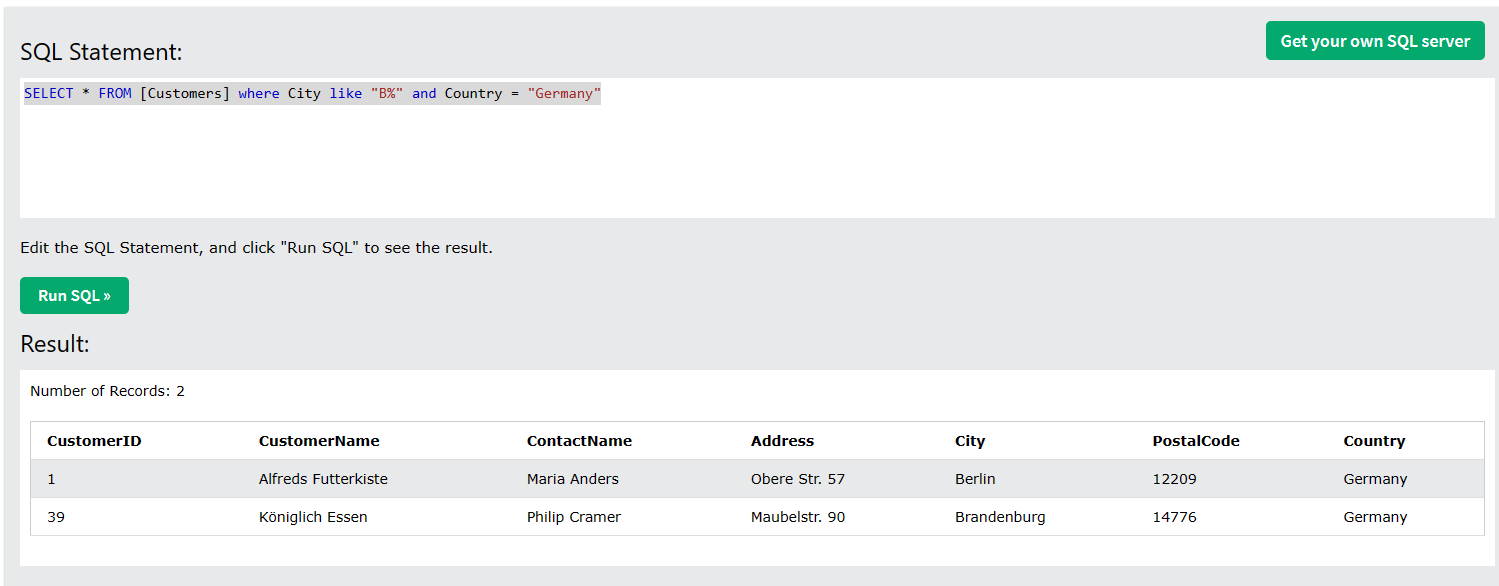 SQL Statement:
Get your own SQL server
SELECT * FROM [Customers] where City like "B%" and Country = "Germany"
Edit the SQL Statement, and click "Run SQL" to see the result.
Run SQL »
Result:
Number of Records: 2
CustomerID CustomerName ContactName Address City PostalCode Country
1 Alfreds Futterkiste Maria Anders Obere Str. 57 Berlin 12209 Germany
39 Königlich Essen Philip Cramer Maubelstr. 90 Brandenburg 14776 Germany